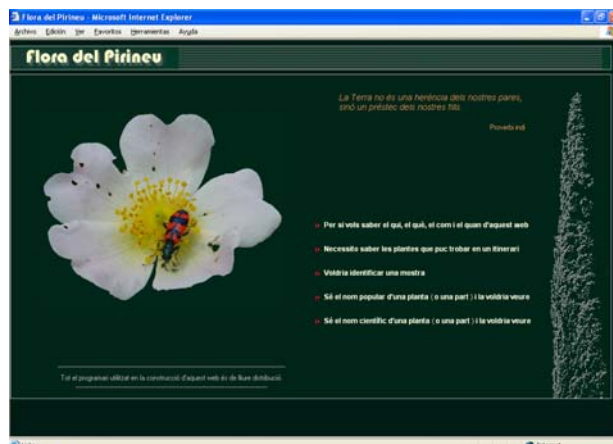 Flora del Pirineu - Microsoft Internet Explorer
Archivo Edición Ver Favoritos Herramientas Ayuda
Flora del Pirineu
La Terra no és una herència dels nostres pares,
sinó un préstec dels nostres fills.
Proverbi indi
Per si vols saber el qui, el què, el com i el quan d'aquest web
Necessito saber les plantes que puc trobar en un itinerari
Voldria identificar una mostra
Sé el nom popular d'una planta ( o una part ) i la voldria veure
Sé el nom científic d'una planta ( o una part ) i la voldria veure
Tot el programari utilitzat en la construcció d'aquest web és de lliure distribució.